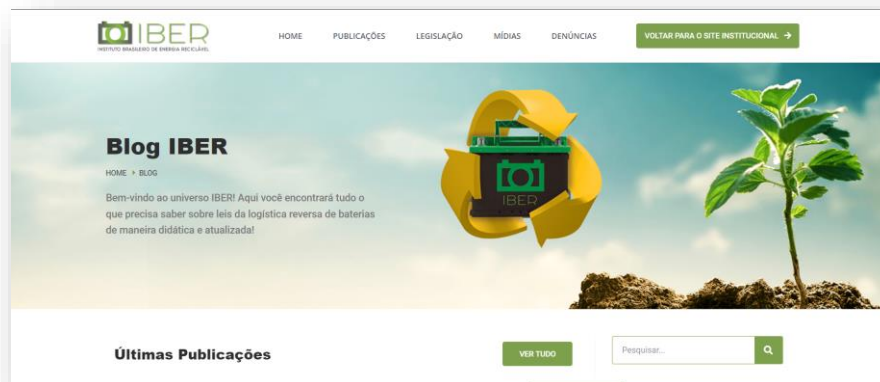 IBER
INSTITUTO BRASILEIRO DE ENERGIA RECICLÁVEL
HOME
PUBLICAÇÕES
LEGISLAÇÃO
MÍDIAS
DENÚNCIAS
VOLTAR PARA O SITE INSTITUCIONAL
Blog IBER
HOME BLOG
Bem-vindo ao universo IBER! Aqui você encontrará tudo o
que precisa saber sobre leis da logística reversa de baterias
de maneira didática e atualizada!
IBER
Últimas Publicações
VER TUDO
Pesquisar...